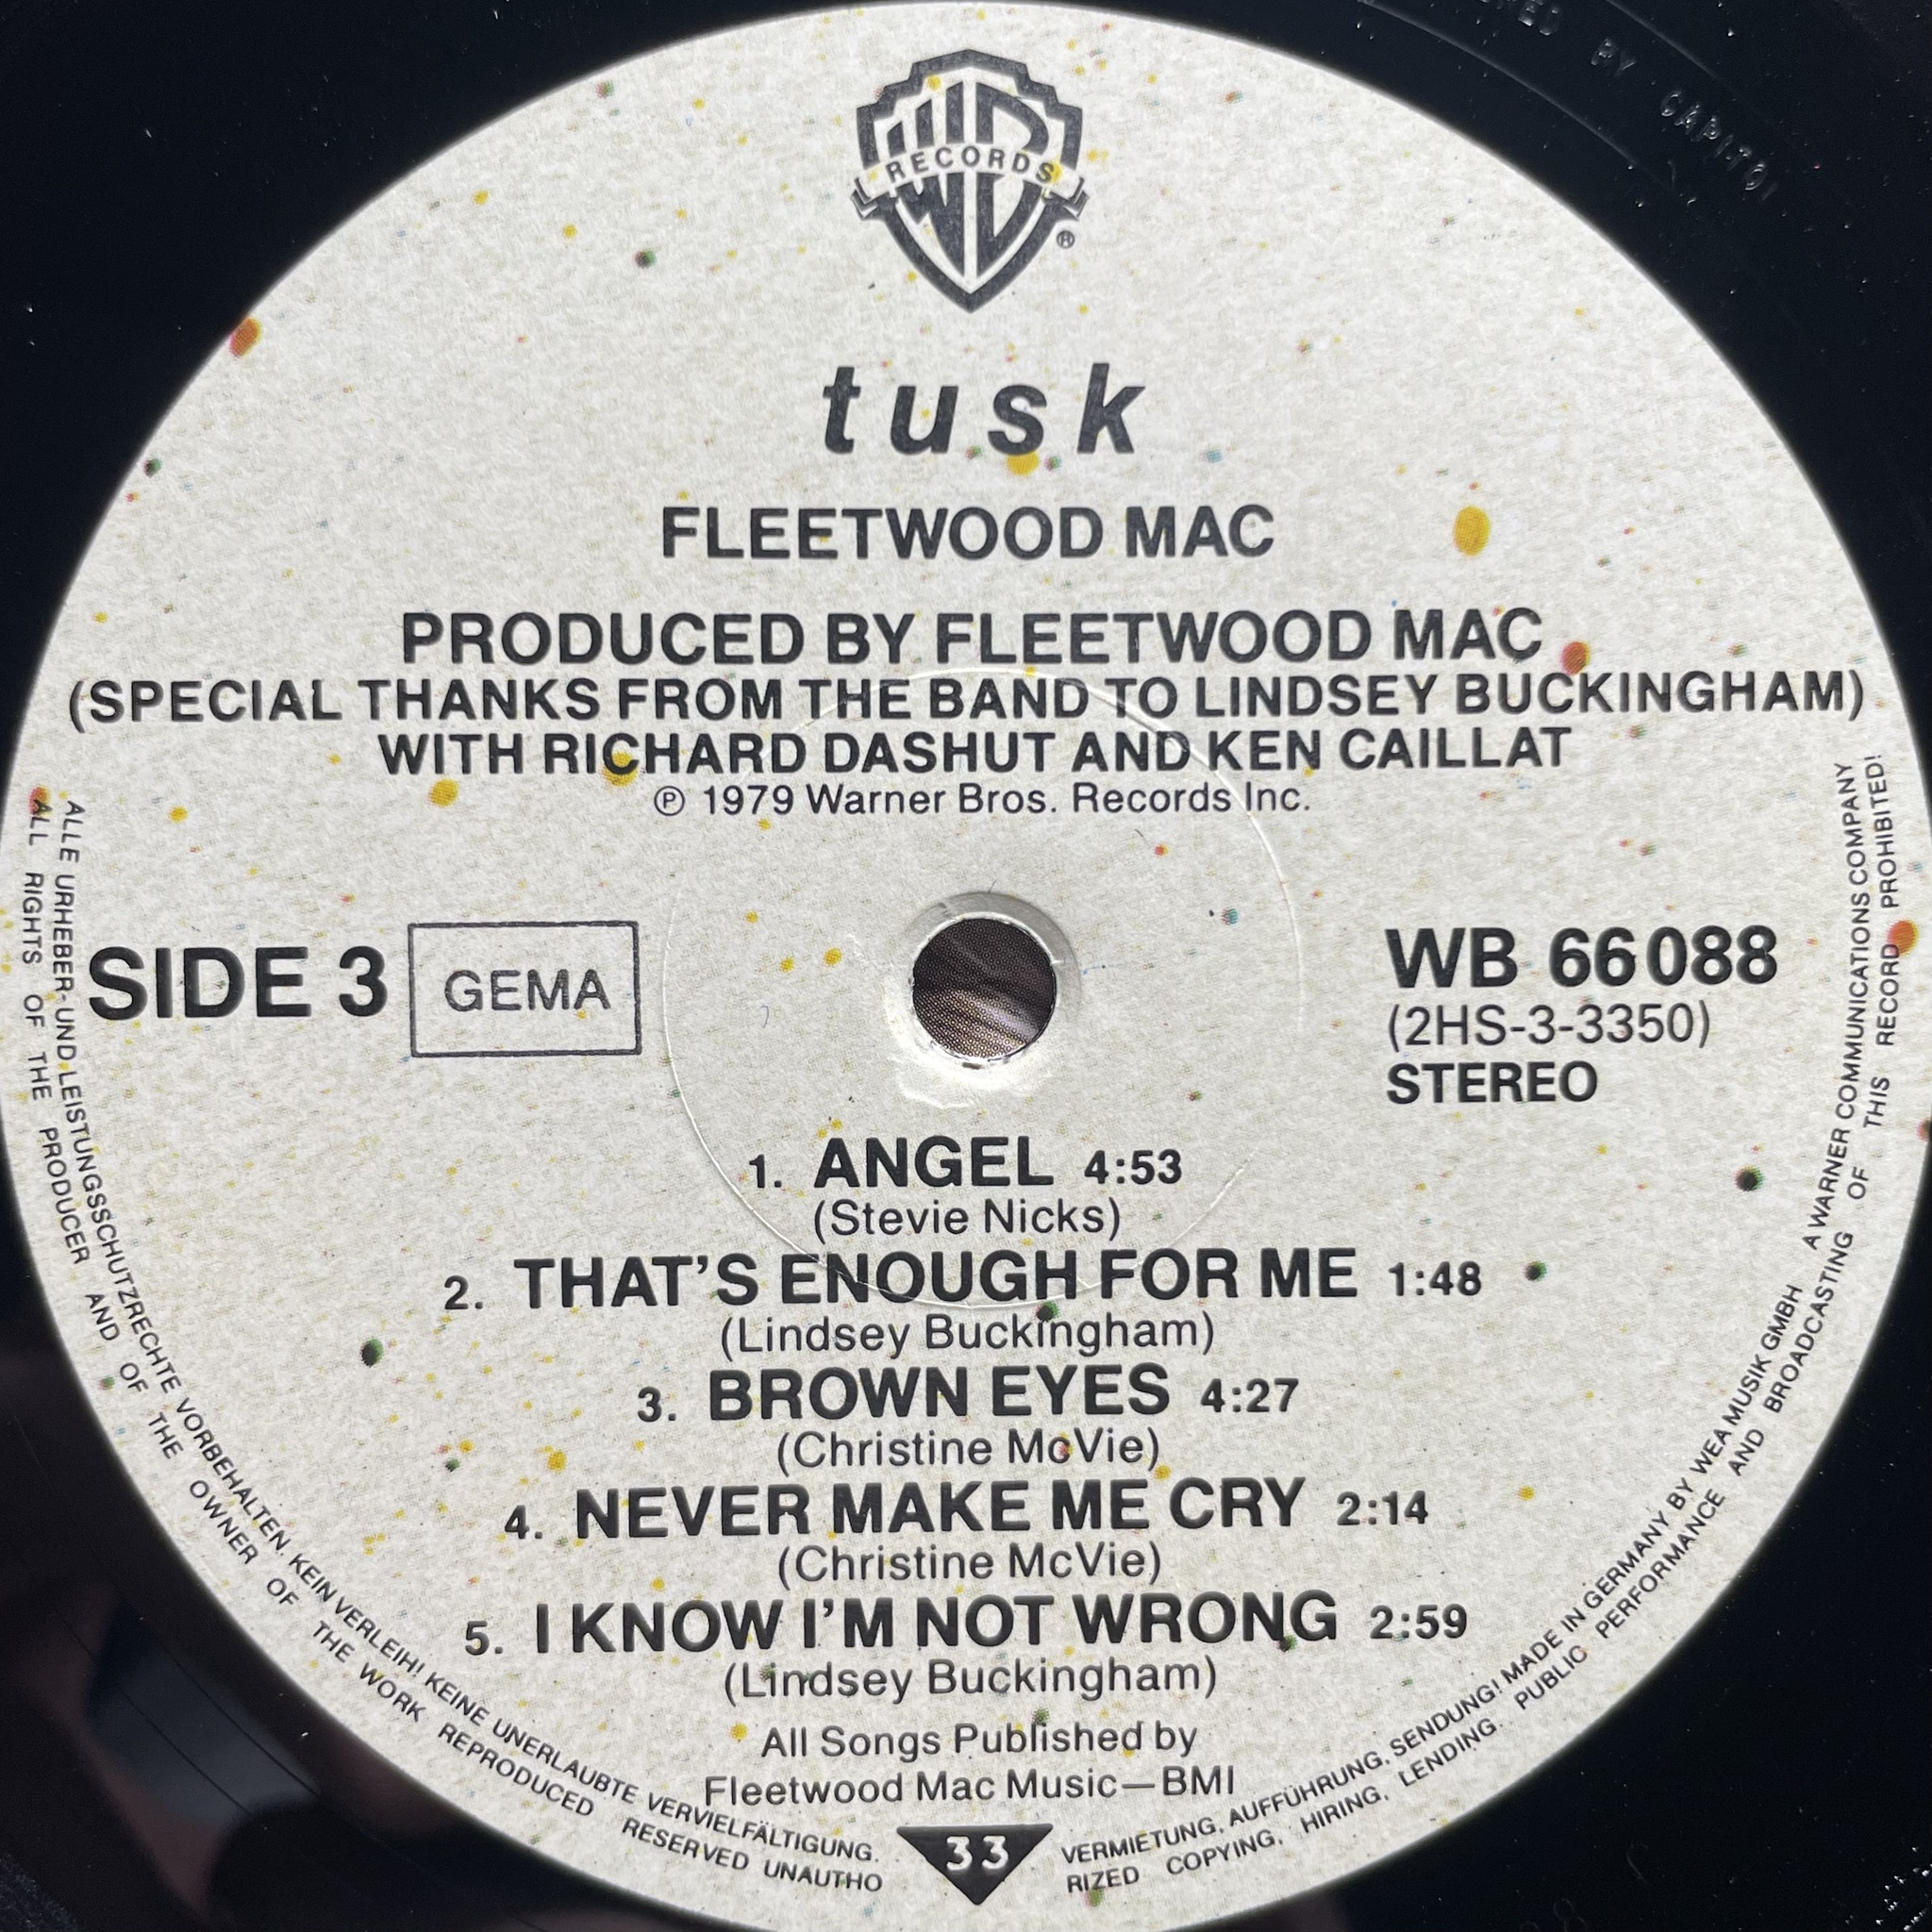 ED BY CAPITOL
WB
RECORDS
®
tusk
FLEETWOOD MAC
PRODUCED BY FLEETWOOD MAC
(SPECIAL THANKS FROM THE BAND TO LINDSEY BUCKINGHAM)
WITH RICHARD DASHUT AND KEN CAILLAT
℗ 1979 Warner Bros. Records Inc.
SIDE 3
GEMA
WB 66 088
(2HS-3-3350)
STEREO
1. ANGEL 4:53
(Stevie Nicks)
2. THAT'S ENOUGH FOR ME 1:48
(Lindsey Buckingham)
3. BROWN EYES 4:27
(Christine McVie)
4. NEVER MAKE ME CRY 2:14
(Christine McVie)
5. I KNOW I'M NOT WRONG 2:59
(Lindsey Buckingham)
All Songs Published by
Fleetwood Mac Music—BMI
33
ALLE URHEBER- UND LEISTUNGSSCHUTZRECHTE VORBEHALTEN. KEIN VERLEIH! KEINE UNERLAUBTE VERVIELFÄLTIGUNG. VERMIETUNG, AUFFÜHRUNG, SENDUNG! MADE IN GERMANY BY WEA MUSIK GMBH A WARNER COMMUNICATIONS COMPANY
ALL RIGHTS OF THE PRODUCER AND OF THE OWNER OF THE WORK REPRODUCED RESERVED UNAUTHORIZED COPYING, HIRING, LENDING. PUBLIC PERFORMANCE AND BROADCASTING OF THIS RECORD PROHIBITED!